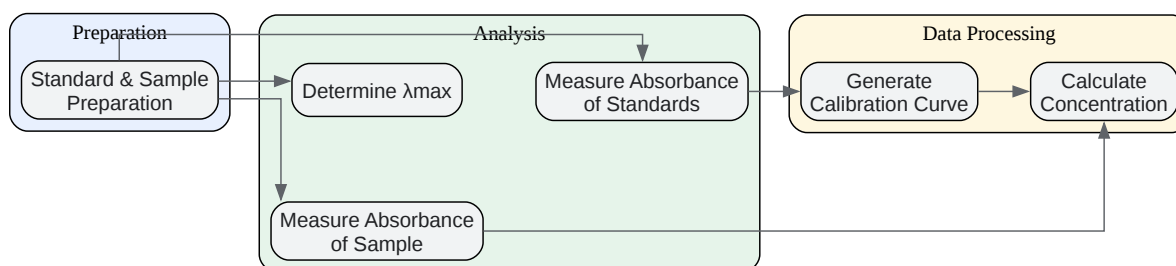 Preparation
Analysis
Data Processing
Standard & Sample
Preparation
Determine λmax
Measure Absorbance
of Standards
Generate
Calibration Curve
Calculate
Concentration
Measure Absorbance
of Sample